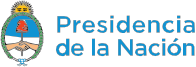 Presidencia
de la Nación